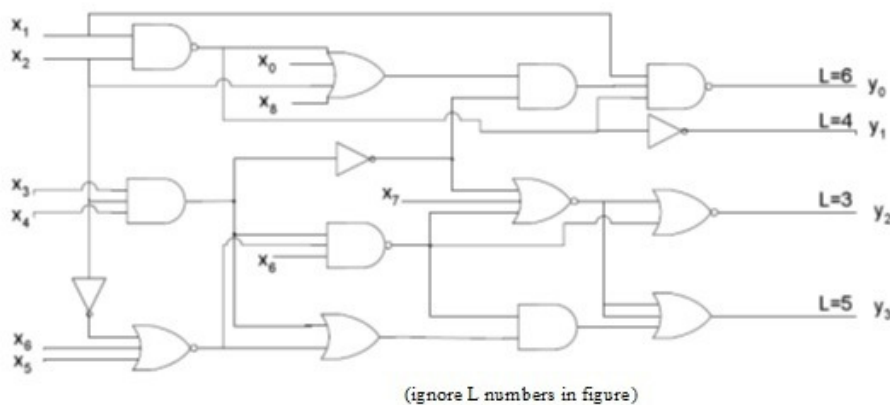 x1
x2
x0
x8
L=6
y0
L=4
y1
x3
x4
x7
L=3
y2
x6
L=5
y3
x6
x5
(ignore L numbers in figure)